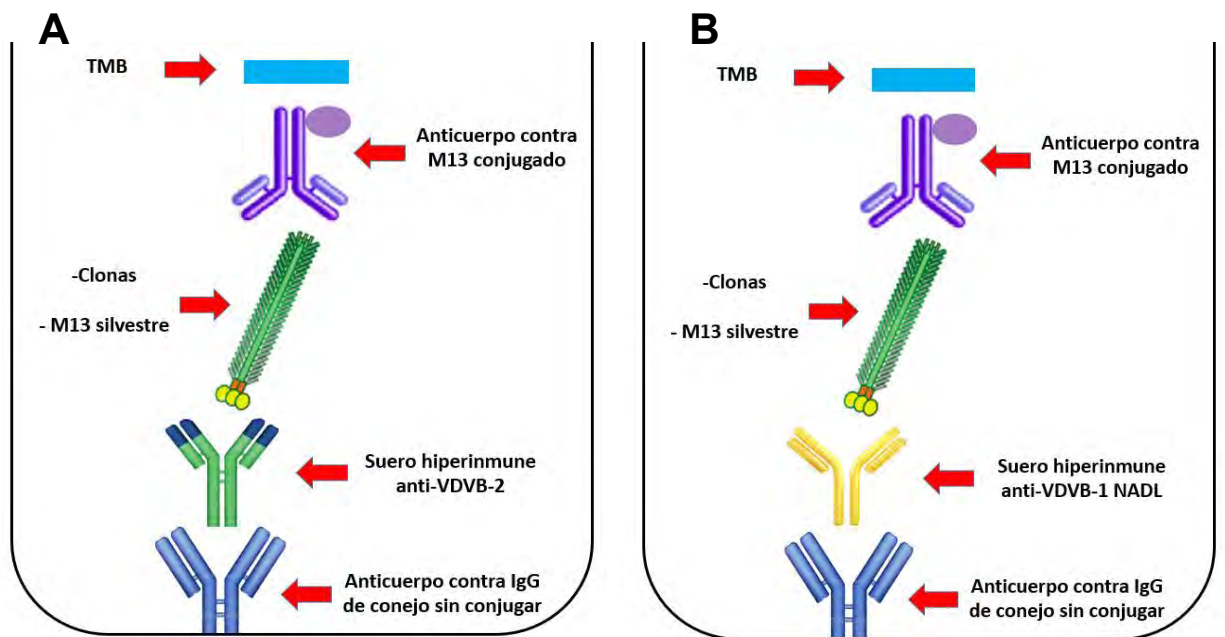 A
TMB
Anticuerpo contra
M13 conjugado
-Clonas
- M13 silvestre
Suero hiperinmune
anti-VDVB-2
Anticuerpo contra IgG
de conejo sin conjugar
B
TMB
Anticuerpo contra
M13 conjugado
-Clonas
- M13 silvestre
Suero hiperinmune
anti-VDVB-1 NADL
Anticuerpo contra IgG
de conejo sin conjugar